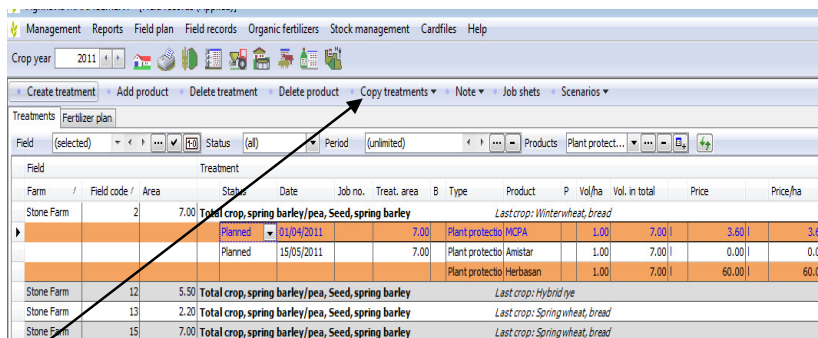 Management Reports Field plan Field records Organic fertilizers Stock management Cardfiles Help
Crop year 2011
Create treatment Add product Delete treatment Delete product Copy treatments Note Job shets Scenarios
Treatments Fertilizer plan
Field (selected) Status (all) Period (unlimited) Products Plant protect...
Field Treatment
Farm / Field code / Area Status Date Job no. Treat. area B Type Product P Vol/ha Vol. in total Price Price/ha
Stone Farm 2 7.00 Total crop, spring barley/pea, Seed, spring barley Last crop: Winter wheat, bread
Planned 01/04/2011 7.00 Plant protectio MCPA 1.00 7.00 l 3.60 l
Planned 15/05/2011 7.00 Plant protectio Amistar 1.00 7.00 l 0.00 l
Plant protectio Herbasan 1.00 7.00 l 60.00 l
Stone Farm 12 5.50 Total crop, spring barley/pea, Seed, spring barley Last crop: Hybrid rye
Stone Farm 13 2.20 Total crop, spring barley/pea, Seed, spring barley Last crop: Spring wheat, bread
Stone Farm 15 7.00 Total crop, spring barley/pea, Seed, spring barley Last crop: Spring wheat, bread